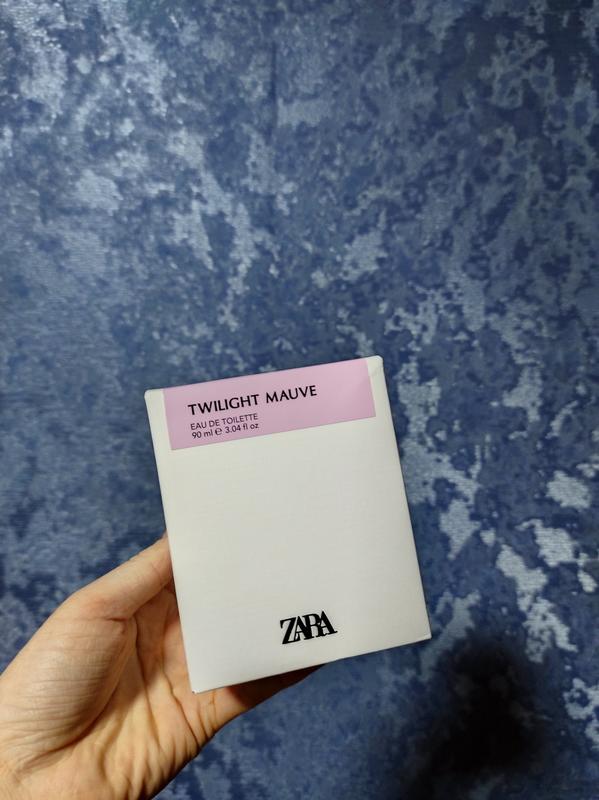 TWILIGHT MAUVE
EAU DE TOILETTE
90 ml ℮ 3.04 fl oz
ZARA